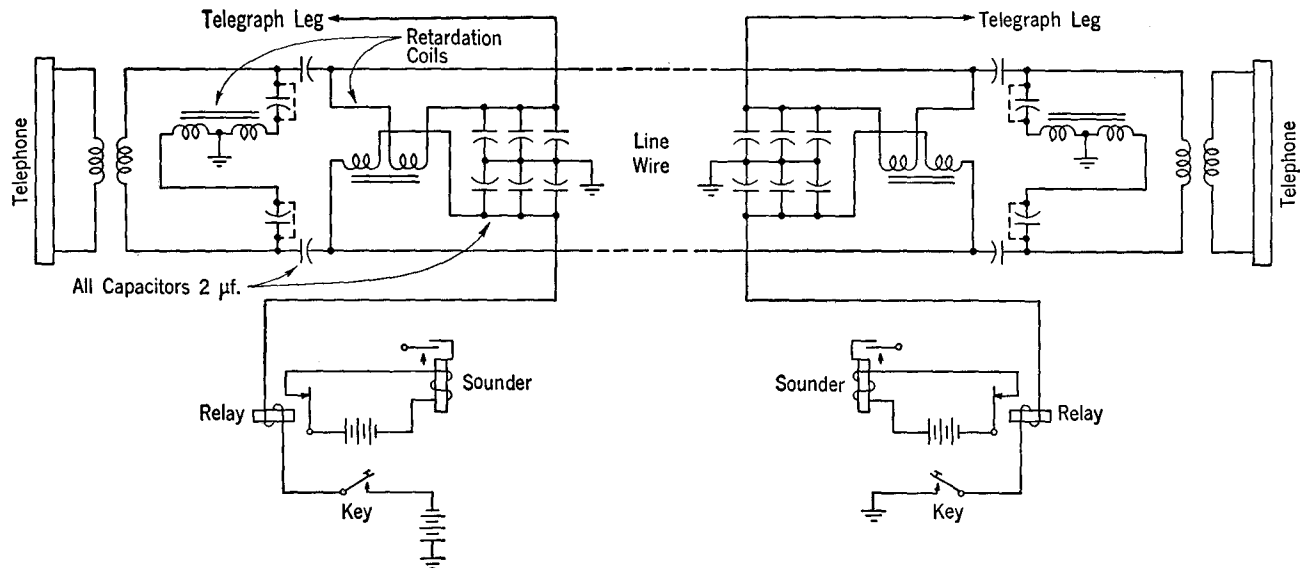 Telegraph Leg
Telegraph Leg
Retardation
Coils
Telephone
Line
Wire
Telephone
All Capacitors 2 µf.
Sounder
Sounder
Relay
Relay
Key
Key